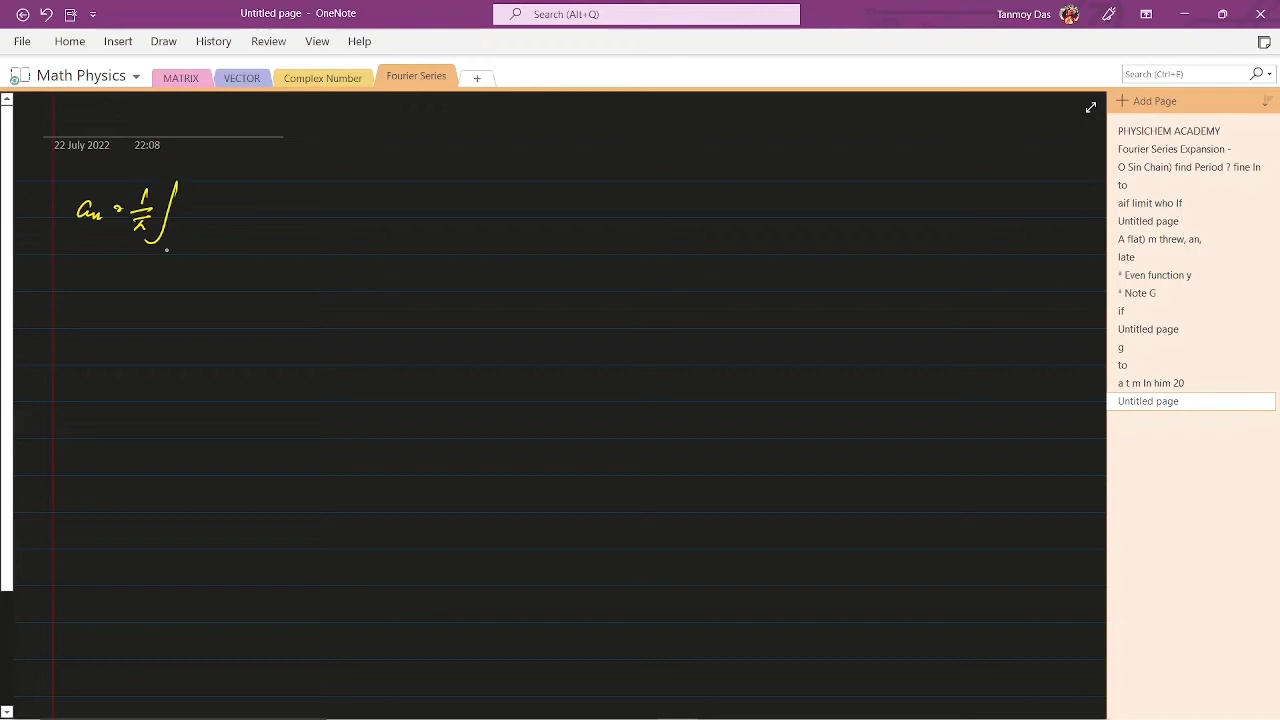 Untitled page - OneNote
Search (Alt+Q)
Tanmoy Das
File Home Insert Draw History Review View Help
Math Physics
MATRIX VECTOR Complex Number Fourier Series +
Search (Ctrl+E)
+ Add Page
22 July 2022 22:08
an = 1/π ∫
PHYSICHEM ACADEMY
Fourier Series Expansion -
O Sin Chain) find Period ? fine In
to
aif limit who If
Untitled page
A flat) m threw, an,
late
* Even function y
* Note G
if
Untitled page
g
to
a t m In him 20
Untitled page